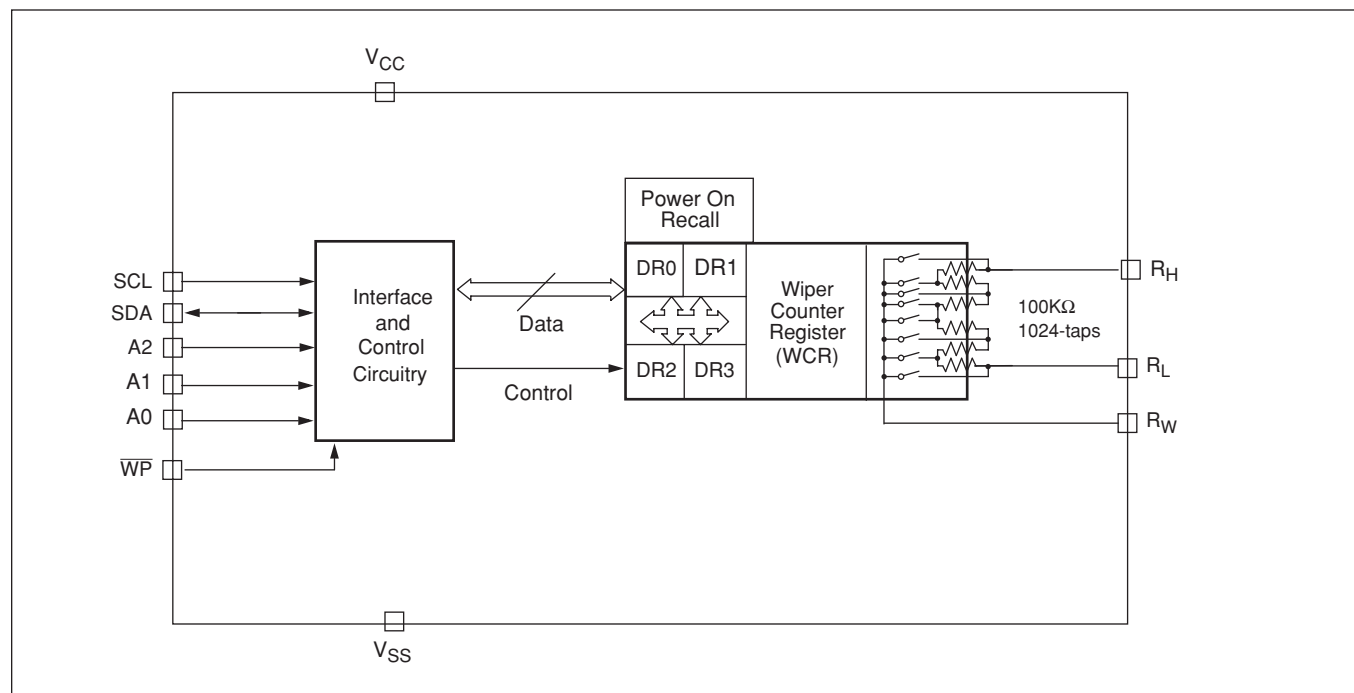 VCC
Power On
Recall
SCL
SDA
A2
A1
A0
WP
Interface
and
Control
Circuitry
Data
Control
DR0
DR1
DR2
DR3
Wiper
Counter
Register
(WCR)
100KΩ
1024-taps
RH
RL
RW
VSS